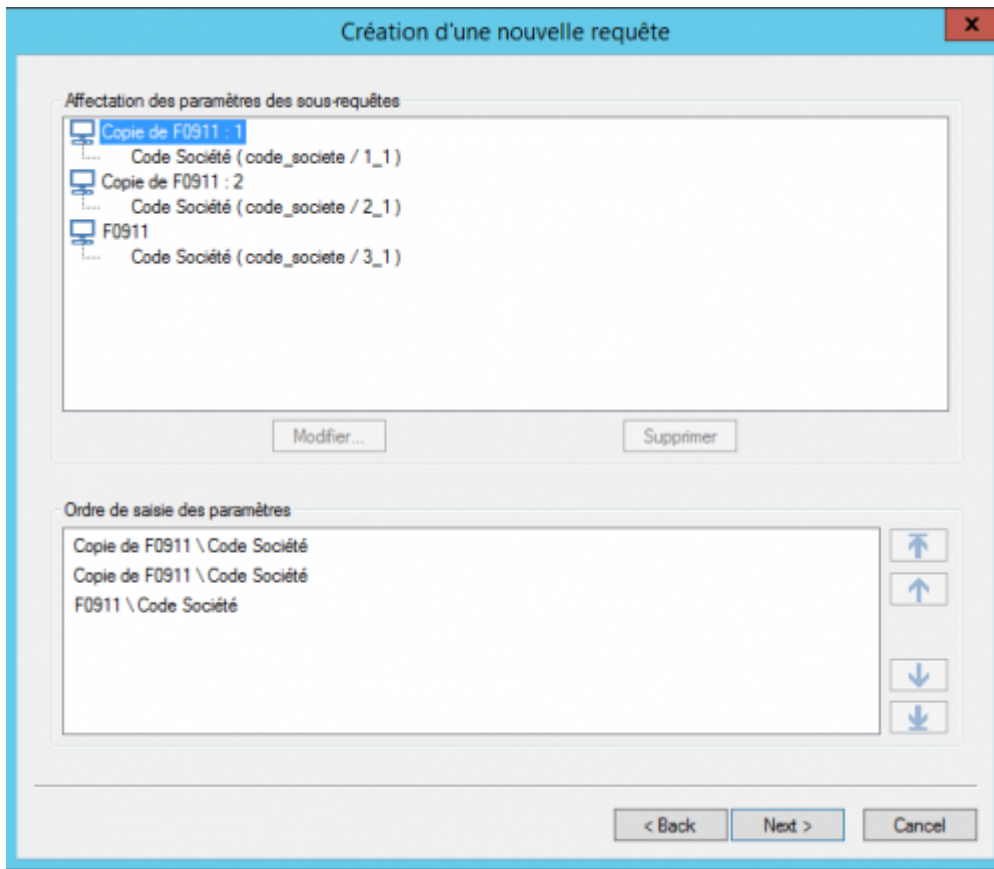 Création d'une nouvelle requête
x
Affectation des paramètres des sous-requêtes
Copie de F0911 : 1
Code Société ( code_societe / 1_1 )
Copie de F0911 : 2
Code Société ( code_societe / 2_1 )
F0911
Code Société ( code_societe / 3_1 )
Modifier... Supprimer
Ordre de saisie des paramètres
Copie de F0911 \ Code Société
Copie de F0911 \ Code Société
F0911 \ Code Société
< Back Next > Cancel